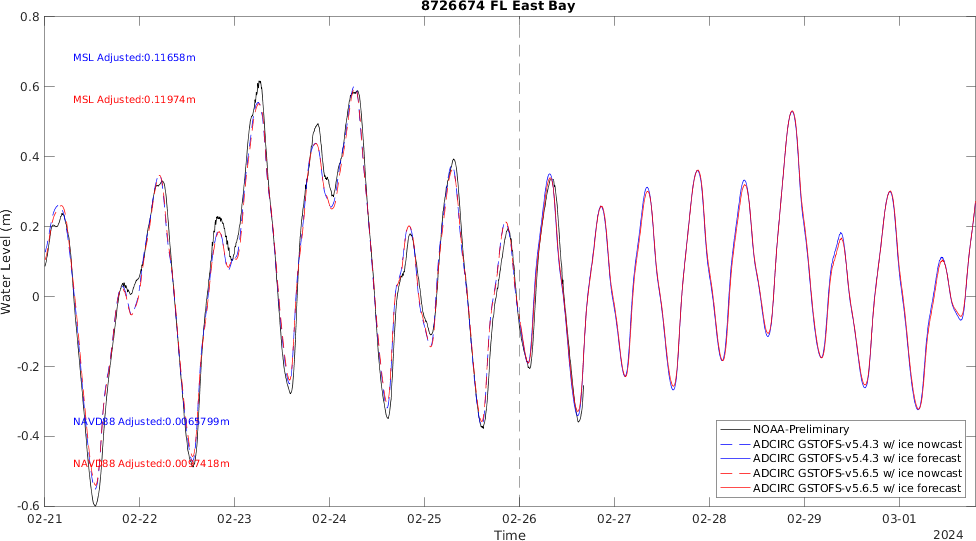 8726674 FL East Bay
0.8
0.6
0.4
0.2
0
-0.2
-0.4
-0.6
Water Level (m)
MSL Adjusted:0.11658m
MSL Adjusted:0.11974m
NAVD88 Adjusted:0.0065799m
NAVD88 Adjusted:0.0097418m
NOAA-Preliminary
ADCIRC GSTOFS-v5.4.3 w/ ice nowcast
ADCIRC GSTOFS-v5.4.3 w/ ice forecast
ADCIRC GSTOFS-v5.6.5 w/ ice nowcast
ADCIRC GSTOFS-v5.6.5 w/ ice forecast
02-21 02-22 02-23 02-24 02-25 02-26 02-27 02-28 02-29 03-01
Time
2024